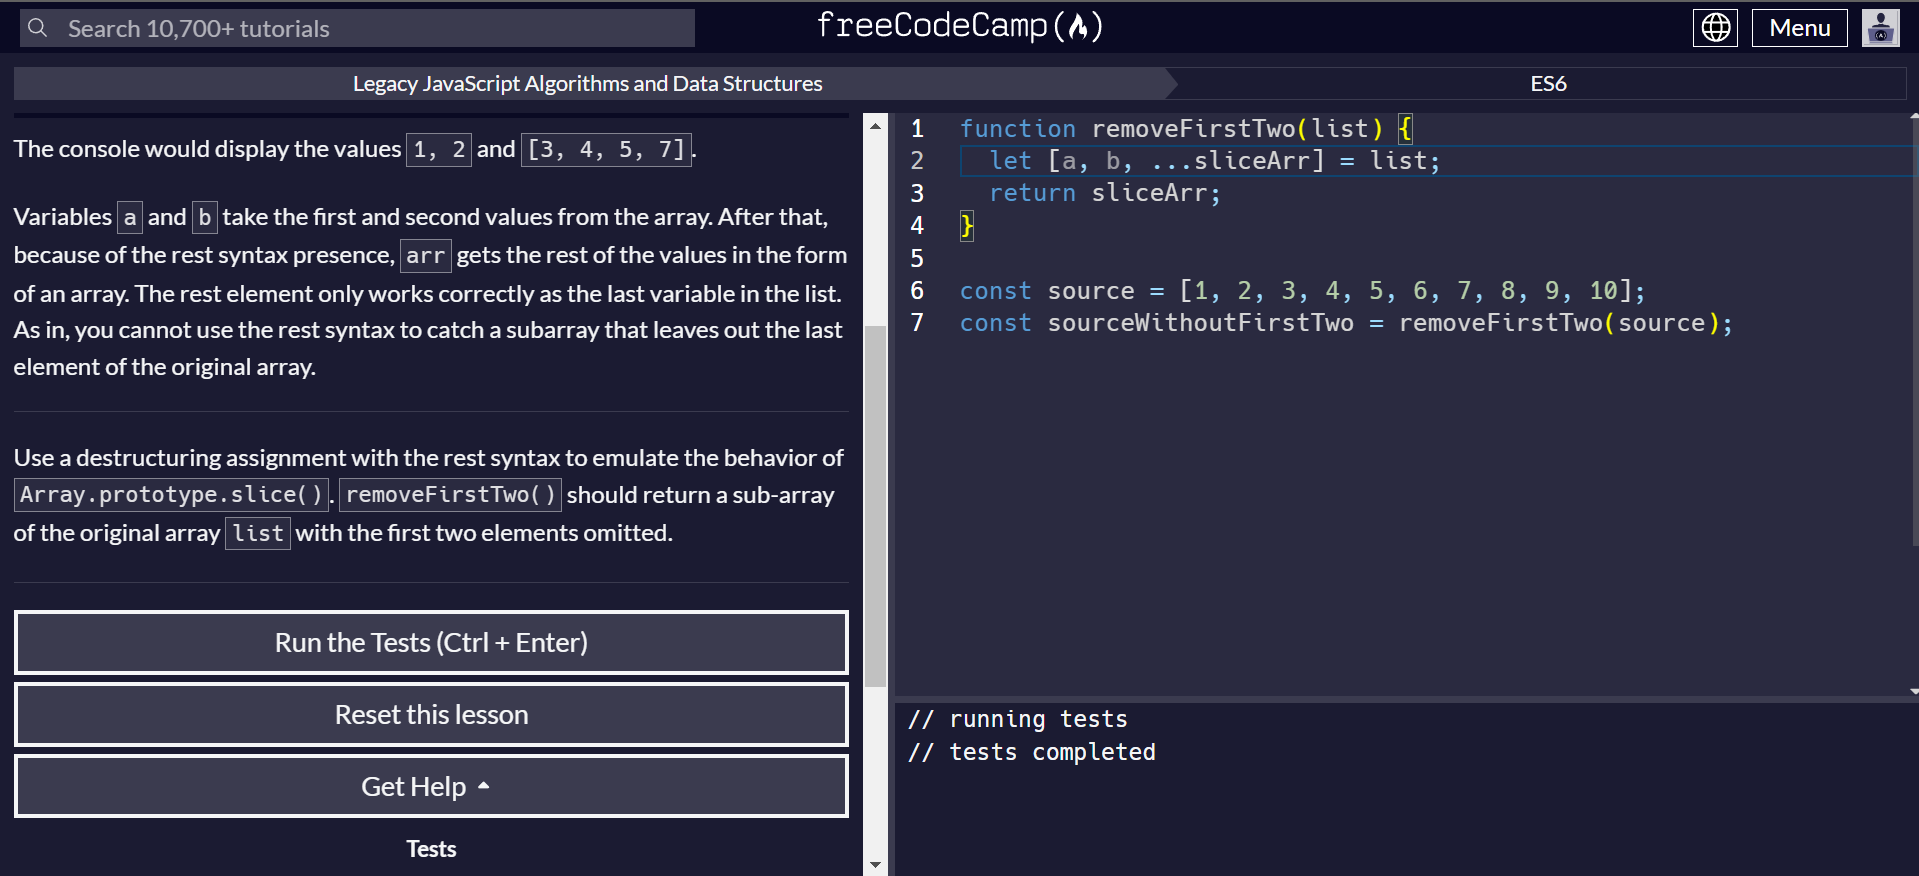 Search 10,700+ tutorials
freeCodeCamp
Menu
Legacy JavaScript Algorithms and Data Structures
ES6
The console would display the values 1, 2 and [3, 4, 5, 7].
Variables a and b take the first and second values from the array. After that,
because of the rest syntax presence, arr gets the rest of the values in the form
of an array. The rest element only works correctly as the last variable in the list.
As in, you cannot use the rest syntax to catch a subarray that leaves out the last
element of the original array.
Use a destructuring assignment with the rest syntax to emulate the behavior of
Array.prototype.slice(). removeFirstTwo() should return a sub-array
of the original array list with the first two elements omitted.
Run the Tests (Ctrl + Enter)
Reset this lesson
Get Help
Tests
1 function removeFirstTwo(list) {
2 let [a, b, ...sliceArr] = list;
3 return sliceArr;
4 }
5
6 const source = [1, 2, 3, 4, 5, 6, 7, 8, 9, 10];
7 const sourceWithoutFirstTwo = removeFirstTwo(source);
// running tests
// tests completed